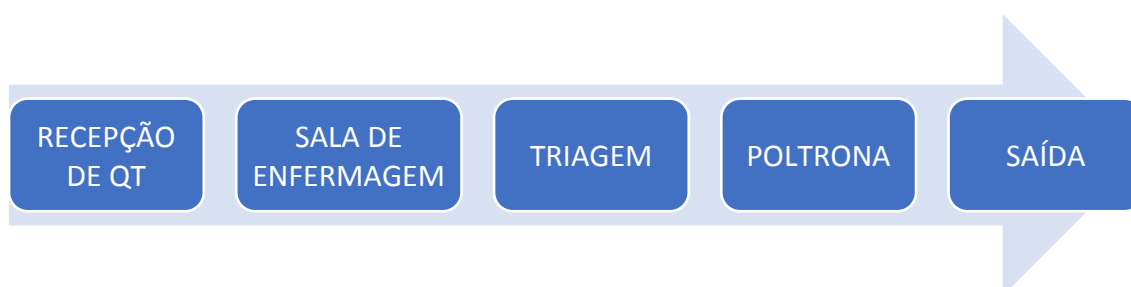 RECEPÇÃO
DE QT
SALA DE
ENFERMAGEM
TRIAGEM
POLTRONA
SAÍDA